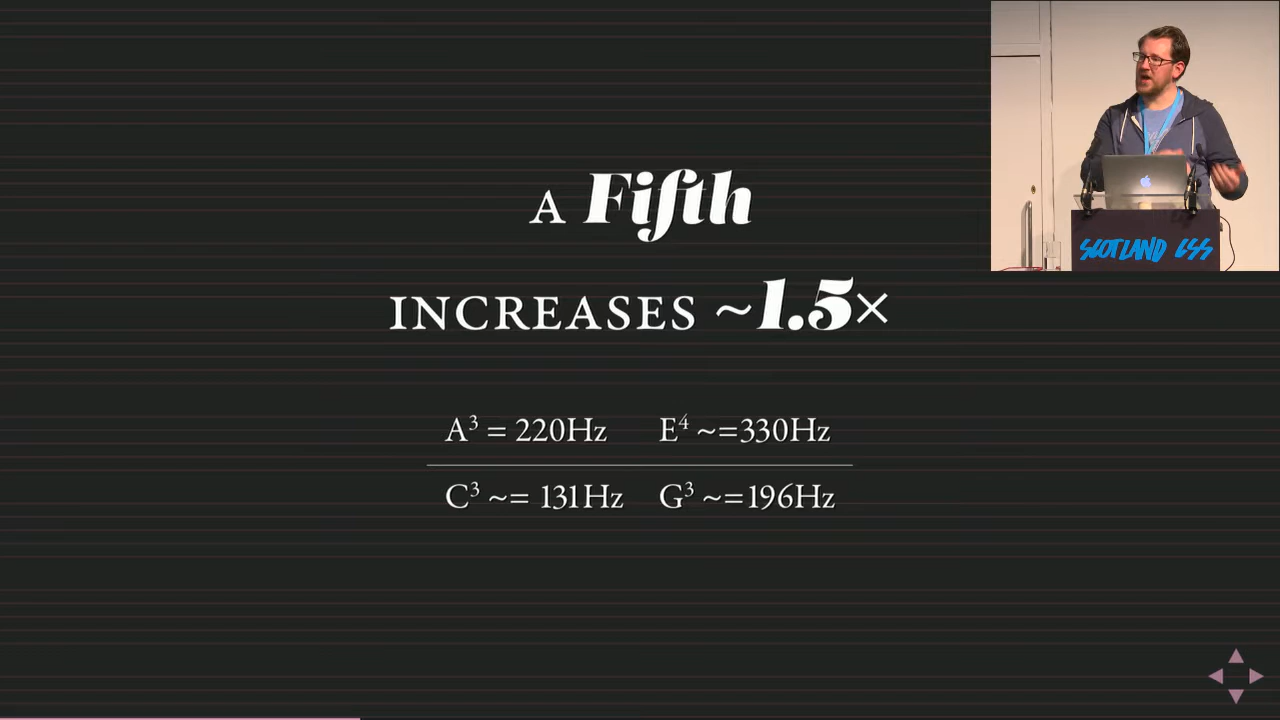 A Fifth
INCREASES ~1.5×
A³ = 220Hz E⁴ ~=330Hz
C³ ~= 131Hz G³ ~=196Hz
SCOTLAND CSS